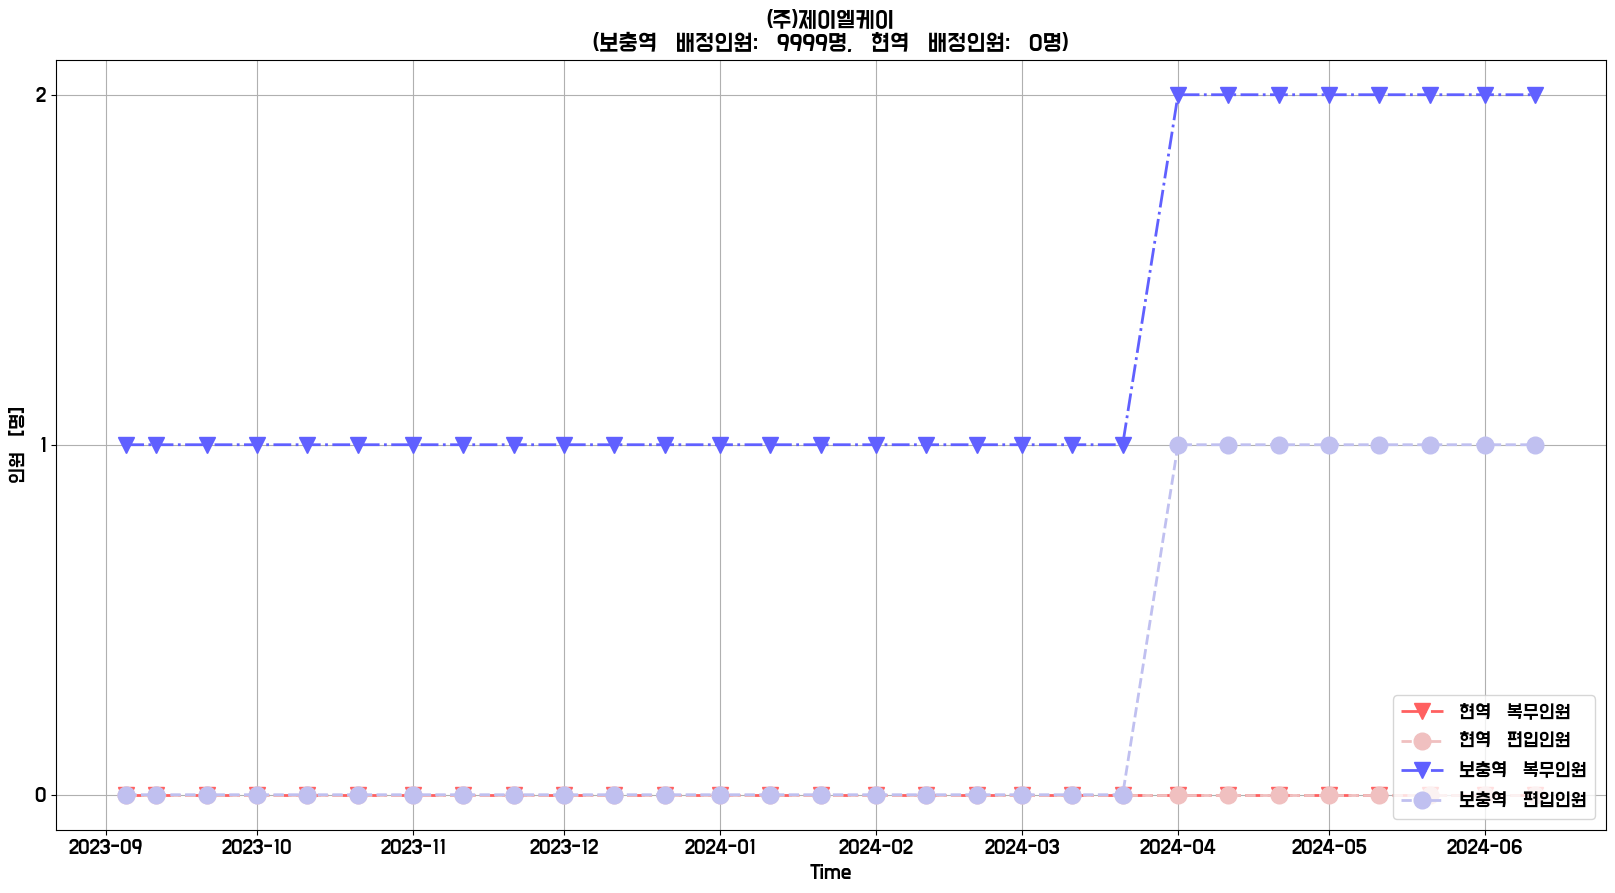 (주)제이엘케이
(보충역 배정인원: 9999명, 현역 배정인원: 0명)
인원 [명]
2
1
0
현역 복무인원
현역 편입인원
보충역 복무인원
보충역 편입인원
2023-09 2023-10 2023-11 2023-12 2024-01 2024-02 2024-03 2024-04 2024-05 2024-06
Time